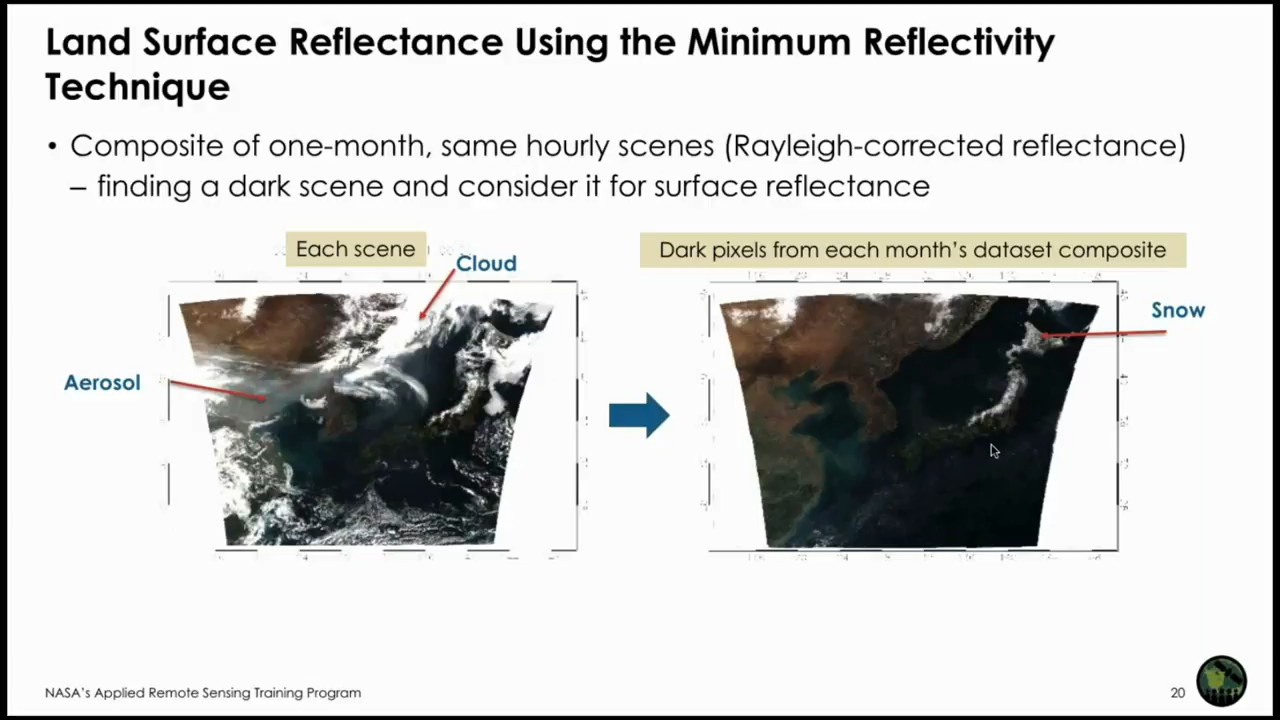 Land Surface Reflectance Using the Minimum Reflectivity
Technique
• Composite of one-month, same hourly scenes (Rayleigh-corrected reflectance)
– finding a dark scene and consider it for surface reflectance
Each scene
Cloud
Aerosol
Dark pixels from each month's dataset composite
Snow
NASA's Applied Remote Sensing Training Program
20